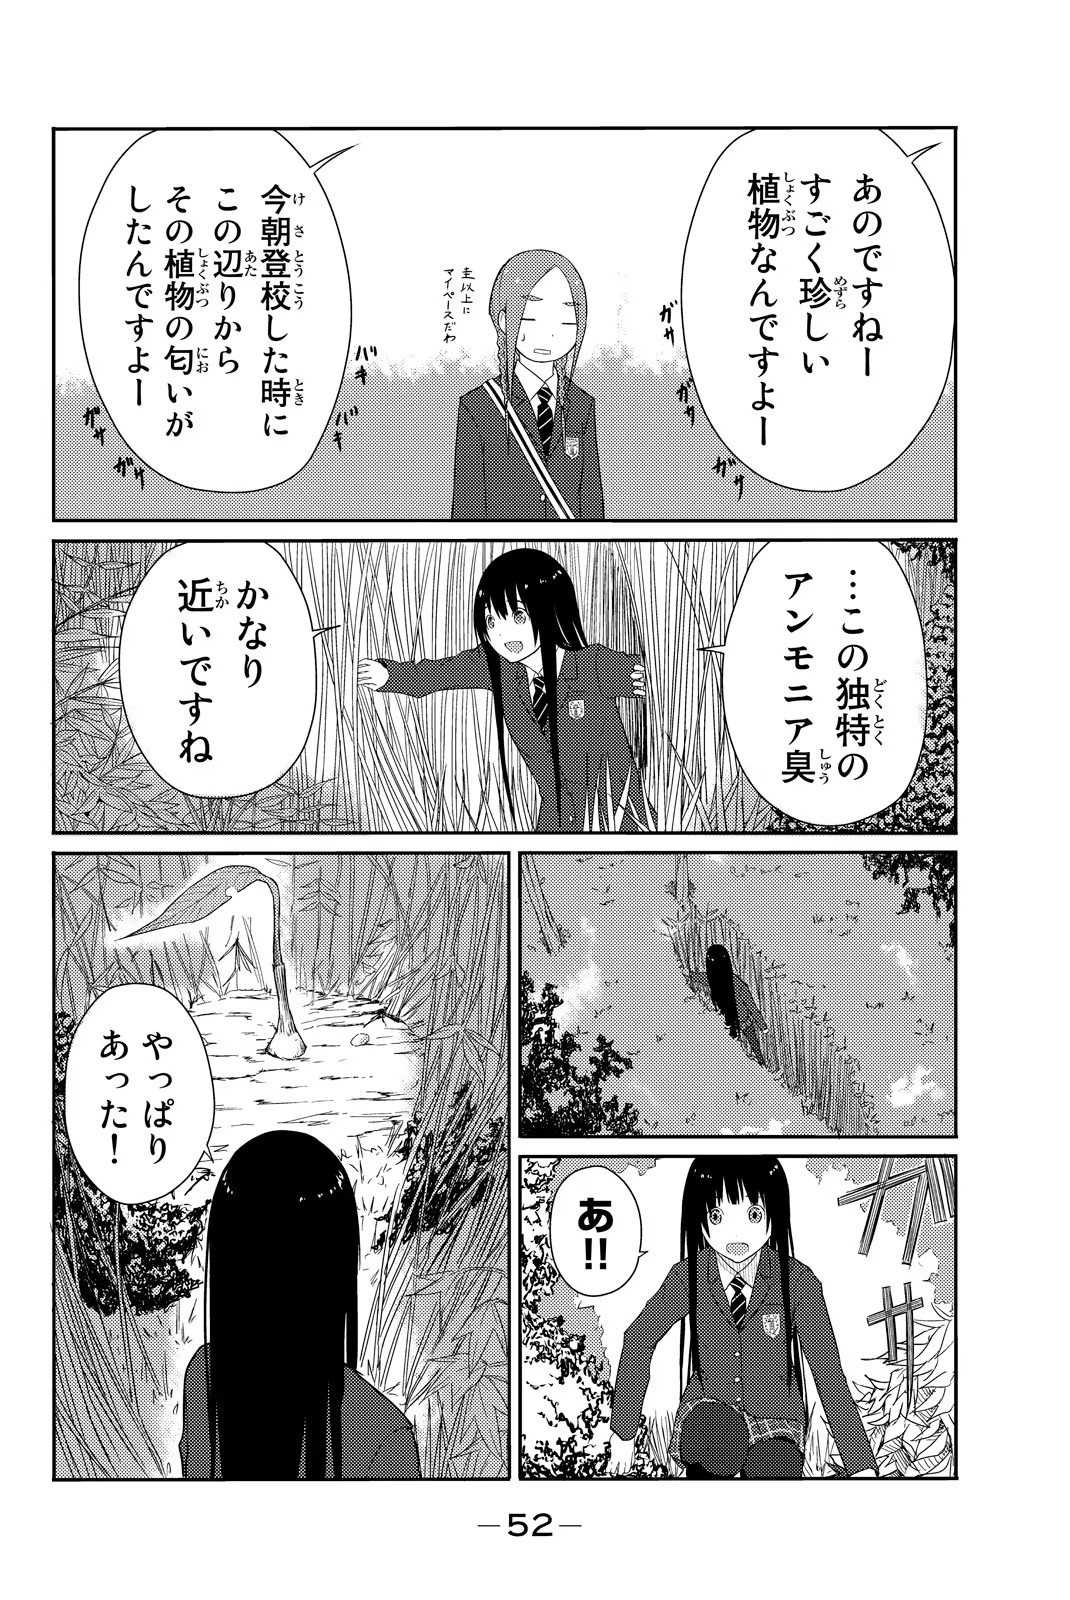 あのですねー
すごく珍しい
植物なんですよー
ガサ
ガサ
圭以上に
マイペースだわ
バキ
バキ
今朝登校した時に
この辺りから
その植物の匂いが
したんですよー
ガサ
ガサ
…この独特の
アンモニア臭
かなり
近いですね
ガサ
あ!!
やっぱり
あった!
—52—